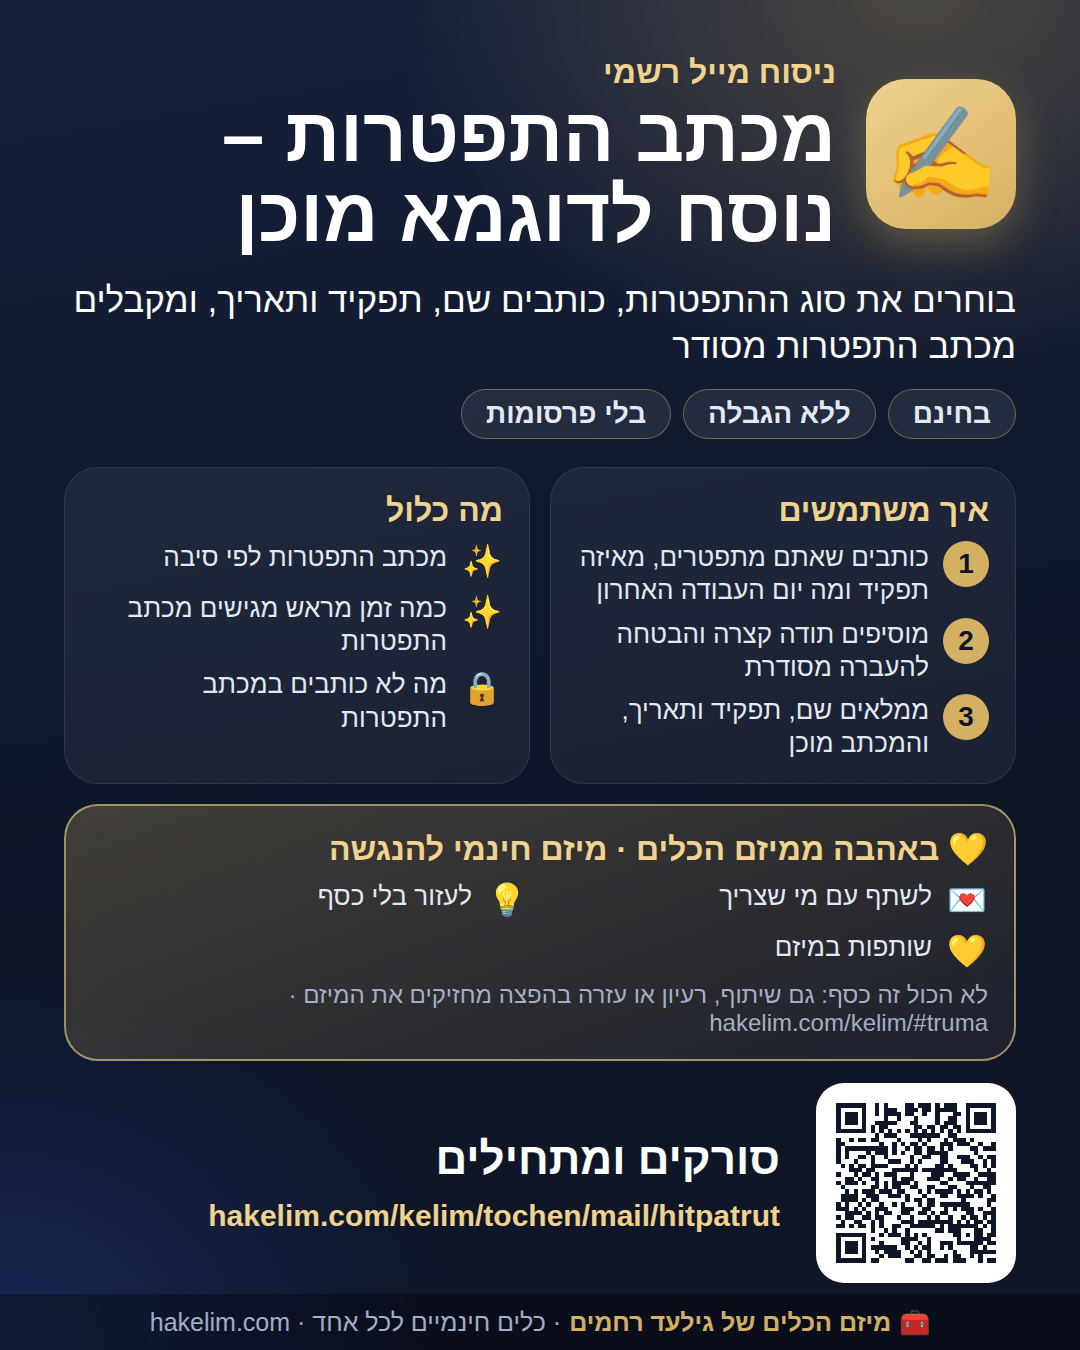 ניסוח מייל רשמי
מכתב התפטרות –
נוסח לדוגמא מוכן
בוחרים את סוג ההתפטרות, כותבים שם, תפקיד ותאריך, ומקבלים
מכתב התפטרות מסודר
בחינם
ללא הגבלה
בלי פרסומות
איך משתמשים
1
כותבים שאתם מתפטרים, מאיזה
תפקיד ומה יום העבודה האחרון
2
מוסיפים תודה קצרה והבטחה
להעברה מסודרת
3
ממלאים שם, תפקיד ותאריך,
והמכתב מוכן
מה כלול
✨ מכתב התפטרות לפי סיבה
✨ כמה זמן מראש מגישים מכתב
התפטרות
🔒 מה לא כותבים במכתב
התפטרות
💛 באהבה ממיזם הכלים · מיזם חינמי להנגשה
💌 לשתף עם מי שצריך
💡 לעזור בלי כסף
💛 שותפות במיזם
לא הכול זה כסף: גם שיתוף, רעיון או עזרה בהפצה מחזיקים את המיזם ·
hakelim.com/kelim/#truma
סורקים ומתחילים
hakelim.com/kelim/tochen/mail/hitpatrut
🧰 מיזם הכלים של גילעד רחמים · כלים חינמיים לכל אחד · hakelim.com